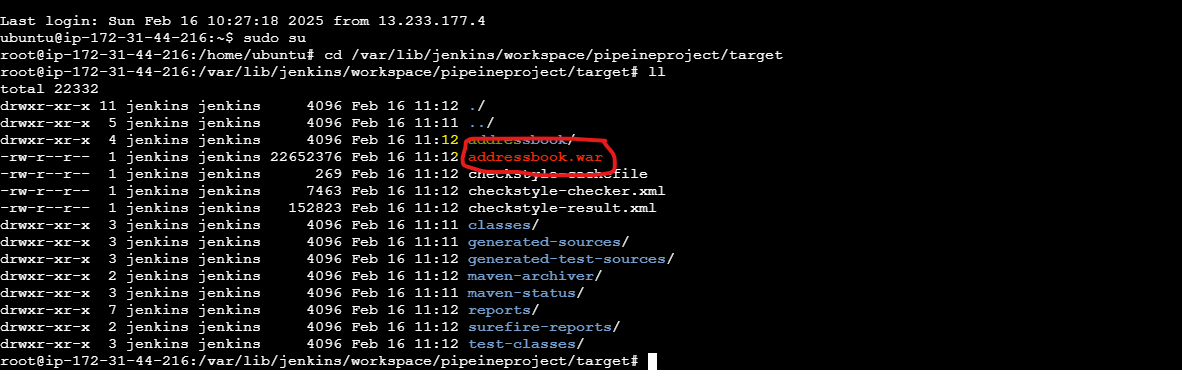 Last login: Sun Feb 16 10:27:18 2025 from 13.233.177.4
ubuntu@ip-172-31-44-216:~$ sudo su
root@ip-172-31-44-216:/home/ubuntu# cd /var/lib/jenkins/workspace/pipeineproject/target
root@ip-172-31-44-216:/var/lib/jenkins/workspace/pipeineproject/target# ll
total 22332
drwxr-xr-x 11 jenkins jenkins     4096 Feb 16 11:12 ./
drwxr-xr-x  5 jenkins jenkins     4096 Feb 16 11:11 ../
drwxr-xr-x  4 jenkins jenkins     4096 Feb 16 11:12 addressbook/
-rw-r--r--  1 jenkins jenkins 22652376 Feb 16 11:12 addressbook.war
-rw-r--r--  1 jenkins jenkins      269 Feb 16 11:12 checkstyle-cachefile
-rw-r--r--  1 jenkins jenkins     7463 Feb 16 11:12 checkstyle-checker.xml
-rw-r--r--  1 jenkins jenkins   152823 Feb 16 11:12 checkstyle-result.xml
drwxr-xr-x  3 jenkins jenkins     4096 Feb 16 11:11 classes/
drwxr-xr-x  3 jenkins jenkins     4096 Feb 16 11:11 generated-sources/
drwxr-xr-x  3 jenkins jenkins     4096 Feb 16 11:12 generated-test-sources/
drwxr-xr-x  2 jenkins jenkins     4096 Feb 16 11:12 maven-archiver/
drwxr-xr-x  3 jenkins jenkins     4096 Feb 16 11:11 maven-status/
drwxr-xr-x  7 jenkins jenkins     4096 Feb 16 11:12 reports/
drwxr-xr-x  2 jenkins jenkins     4096 Feb 16 11:12 surefire-reports/
drwxr-xr-x  3 jenkins jenkins     4096 Feb 16 11:12 test-classes/
root@ip-172-31-44-216:/var/lib/jenkins/workspace/pipeineproject/target#